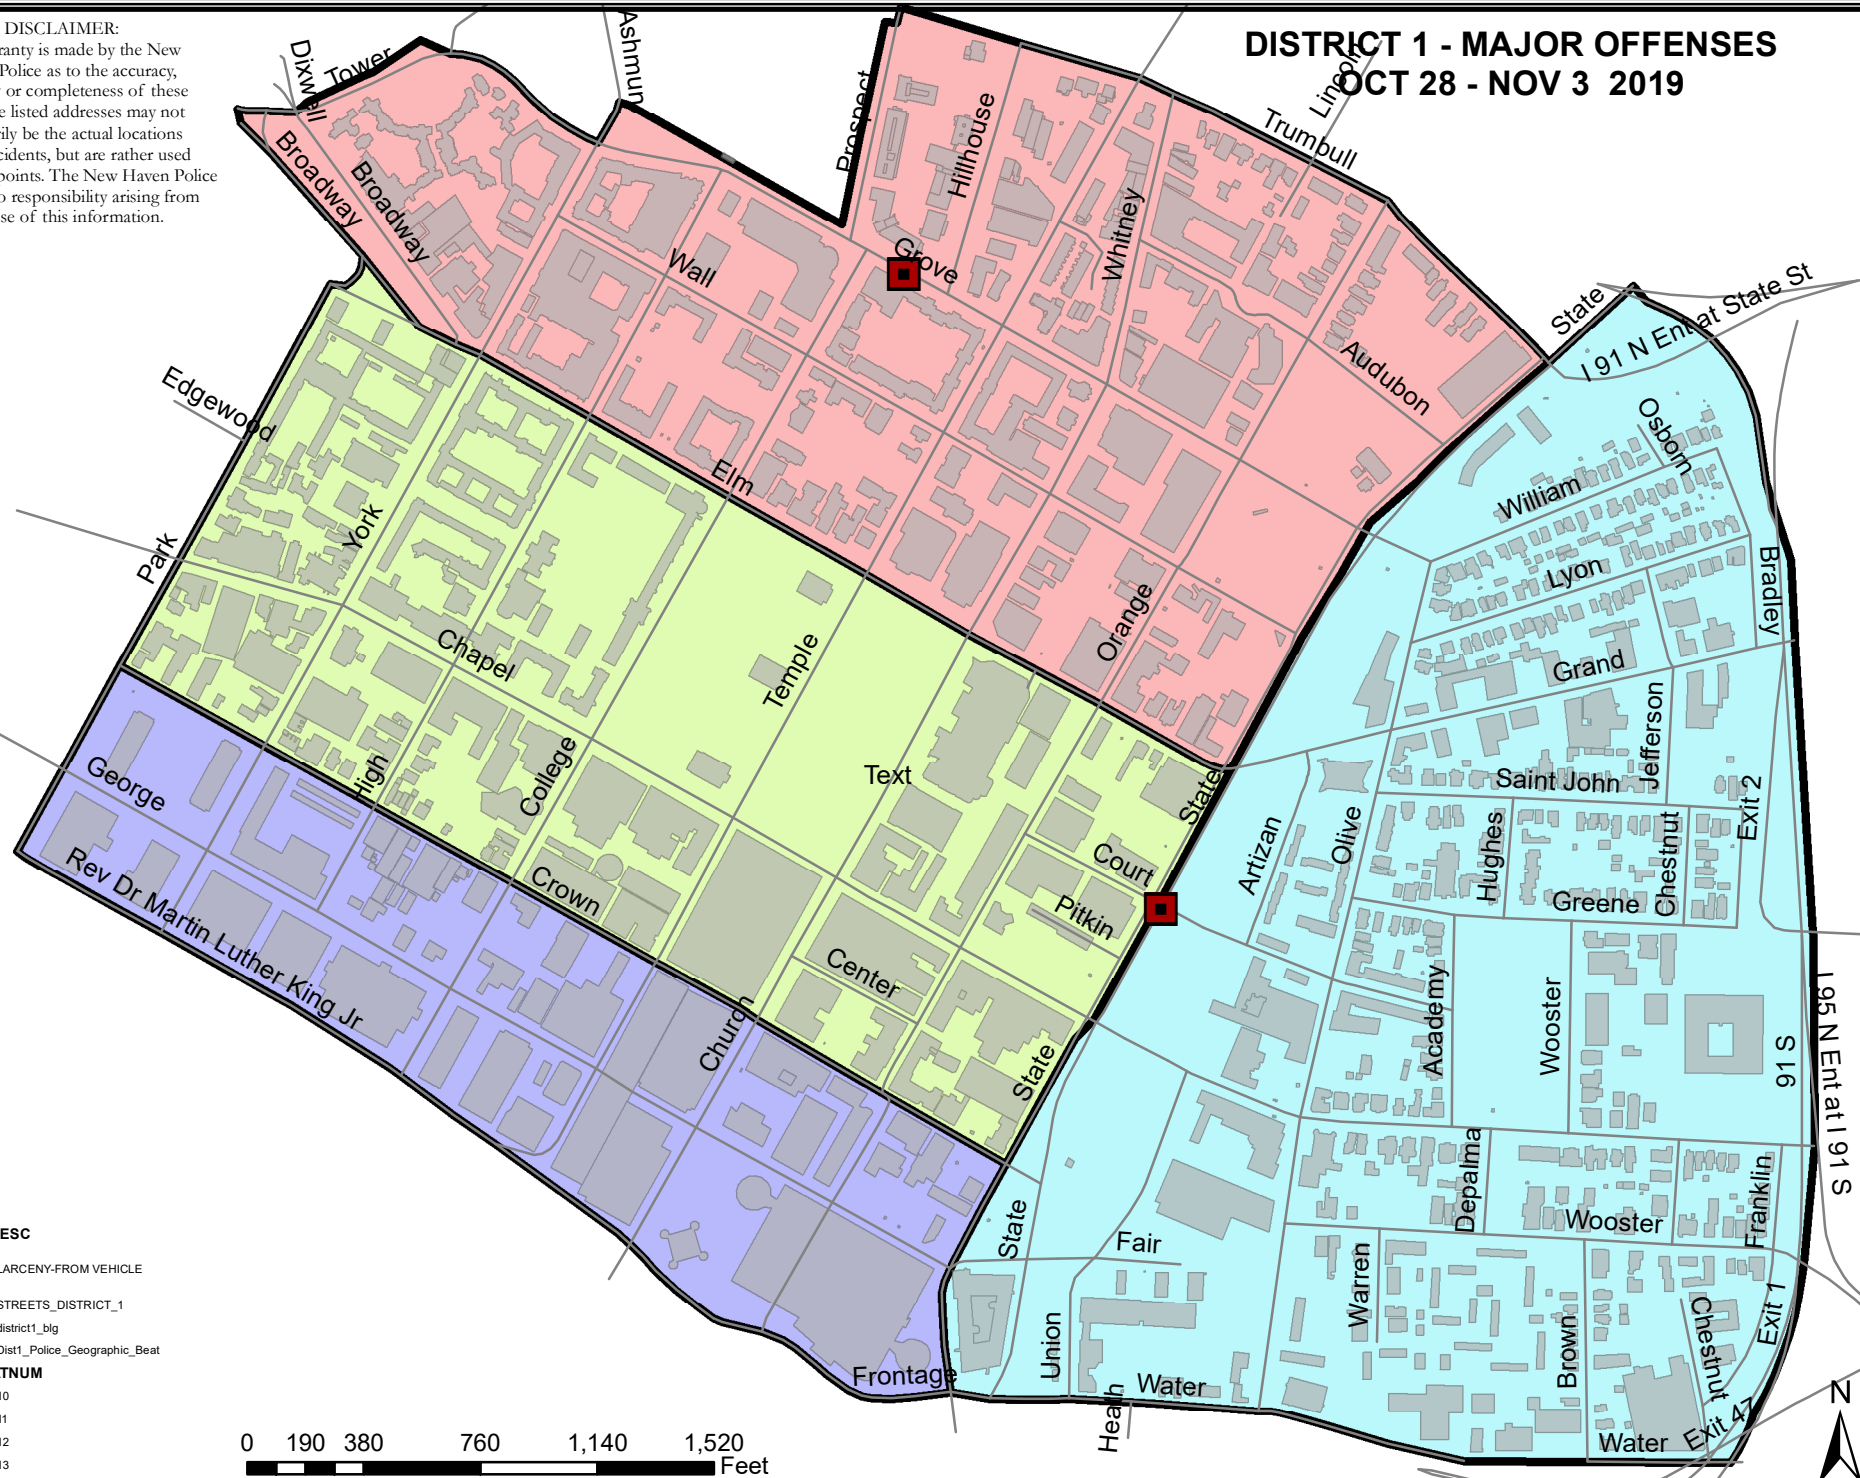 DISCLAIMER:
ranty is made by the New
Police as to the accuracy,
or completeness of these
e listed addresses may not
ily be the actual locations
cidents, but are rather used
points. The New Haven Police
o responsibility arising from
se of this information.
DISTRICT 1 - MAJOR OFFENSES
OCT 28 - NOV 3 2019
Dixwell
Tower
Ashmun
Prospect
Hillhouse
Lincoln
Trumbull
Broadway
Broadway
Wall
Grove
Whitney
State
I 91 N Ent at State St
Audubon
Edgewood
Elm
Osborn
William
York
Park
Lyon
Bradley
Orange
Chapel
Temple
Grand
Jefferson
Text
State
Saint John
Exit 2
George
High
College
Artizan
Olive
Hughes
Chestnut
Court
Greene
Crown
Pitkin
Rev Dr Martin Luther King Jr
Center
Academy
Wooster
I 95 N Ent at I 91 S
91 S
Church
State
Depalma
Franklin
State
Fair
Wooster
Warren
Union
Brown
Chestnut
Exit 1
Frontage
Water
Heath
Water
Exit 47
ESC
LARCENY-FROM VEHICLE
STREETS_DISTRICT_1
district1_blg
Dist1_Police_Geographic_Beat
TNUM
10
11
12
13
0 190 380 760 1,140 1,520
Feet
N